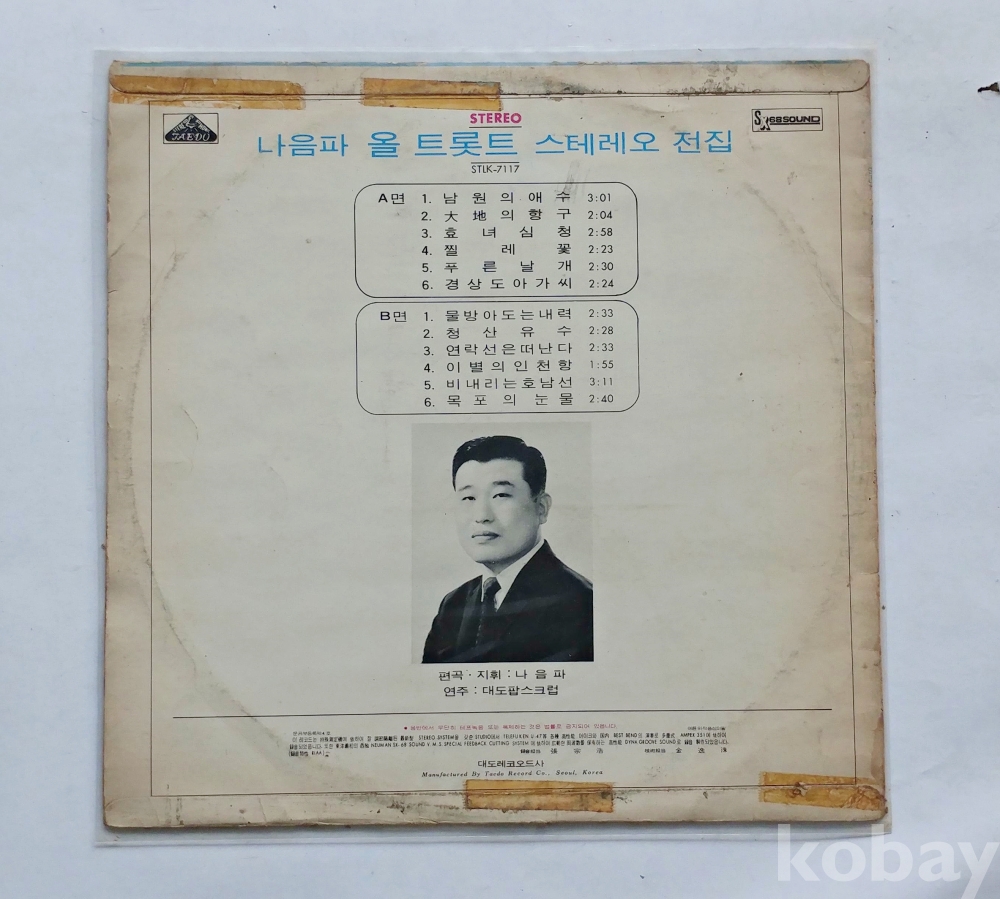 STEREO
TAEDO
SX68SOUND
나음파 올 트롯트 스테레오 전집
STLK-7117
A면 1. 남원의애수 3:01
2. 大地의항구 2:04
3. 효녀심청 2:58
4. 찔레꽃 2:23
5. 푸른날개 2:30
6. 경상도아가씨 2:24
B면 1. 물방아도는내력 2:33
2. 청산유수 2:28
3. 연락선은떠난다 2:33
4. 이별의인천항 1:55
5. 비내리는호남선 3:11
6. 목포의눈물 2:40
편곡·지휘:나음파
연주:대도팝스크럽
대도레코오드사
Manufactured By Taedo Record Co., Seoul, Korea
kobay